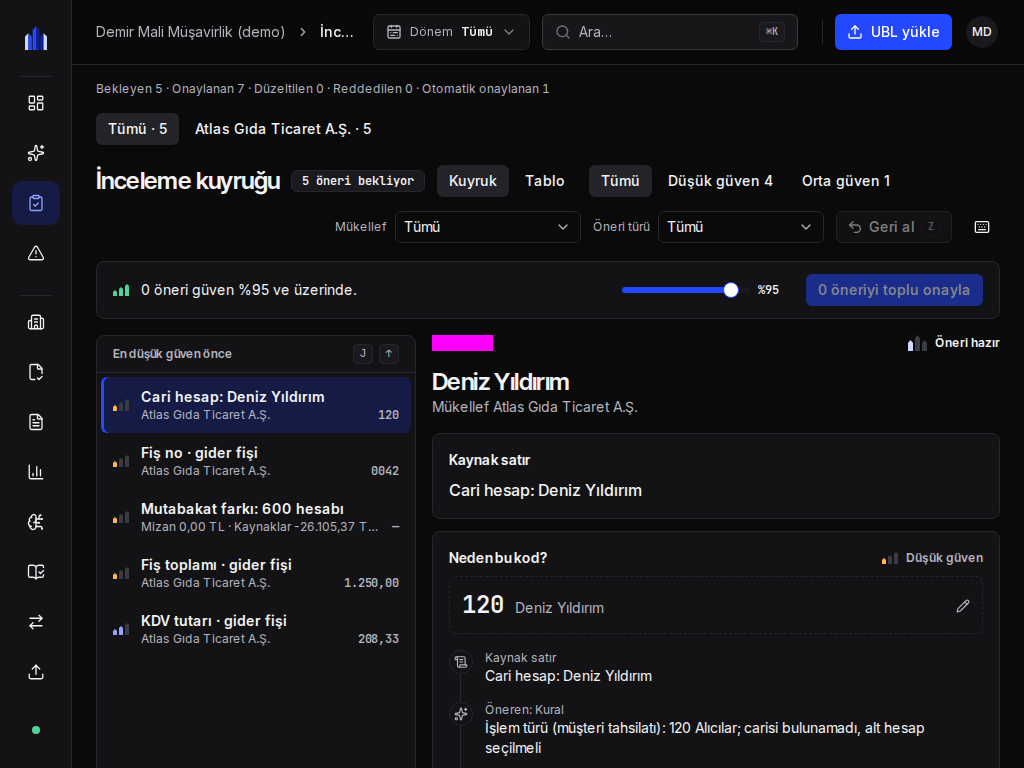 Demir Mali Müşavirlik (demo) > İnc…
Dönem Tümü
Ara…
⌘K
UBL yükle
MD
Bekleyen 5 · Onaylanan 7 · Düzeltilen 0 · Reddedilen 0 · Otomatik onaylanan 1
Tümü · 5
Atlas Gıda Ticaret A.Ş. · 5
İnceleme kuyruğu
5 öneri bekliyor
Kuyruk
Tablo
Tümü
Düşük güven 4
Orta güven 1
Mükellef
Tümü
Öneri türü
Tümü
Geri al Z
0 öneri güven %95 ve üzerinde.
%95
0 öneriyi toplu onayla
En düşük güven önce
J ↑
Cari hesap: Deniz Yıldırım
Atlas Gıda Ticaret A.Ş. 120
Fiş no · gider fişi
Atlas Gıda Ticaret A.Ş. 0042
Mutabakat farkı: 600 hesabı
Mizan 0,00 TL · Kaynaklar -26.105,37 T… —
Fiş toplamı · gider fişi
Atlas Gıda Ticaret A.Ş. 1.250,00
KDV tutarı · gider fişi
Atlas Gıda Ticaret A.Ş. 208,33
Öneri hazır
Deniz Yıldırım
Mükellef Atlas Gıda Ticaret A.Ş.
Kaynak satır
Cari hesap: Deniz Yıldırım
Neden bu kod?
Düşük güven
120 Deniz Yıldırım
Kaynak satır
Cari hesap: Deniz Yıldırım
Öneren: Kural
İşlem türü (müşteri tahsilatı): 120 Alıcılar; carisi bulunamadı, alt hesap
seçilmeli